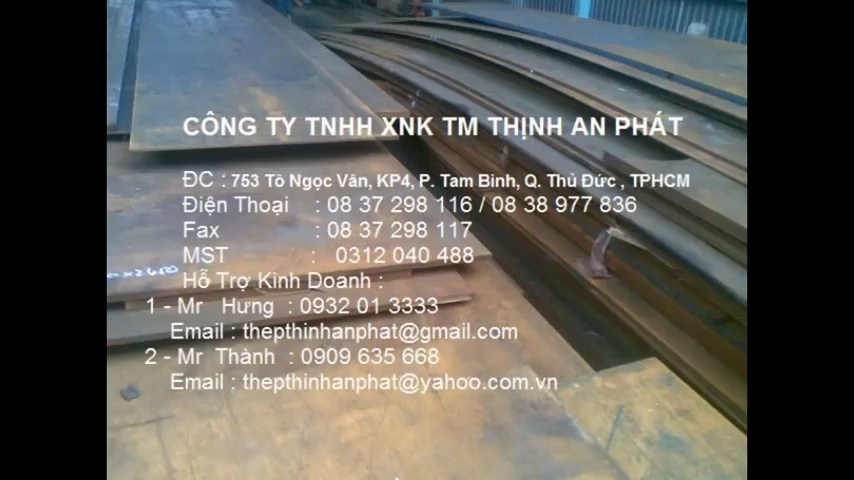 CÔNG TY TNHH XNK TM THỊNH AN PHÁT
ĐC : 753 Tô Ngọc Vân, KP4, P. Tam Bình, Q. Thủ Đức , TPHCM
Điện Thoại : 08 37 298 116 / 08 38 977 836
Fax : 08 37 298 117
MST : 0312 040 488
Hỗ Trợ Kinh Doanh :
1 - Mr Hưng : 0932 01 3333
Email : thepthinhanphat@gmail.com
2 - Mr Thành : 0909 635 668
Email : thepthinhanphat@yahoo.com.vn